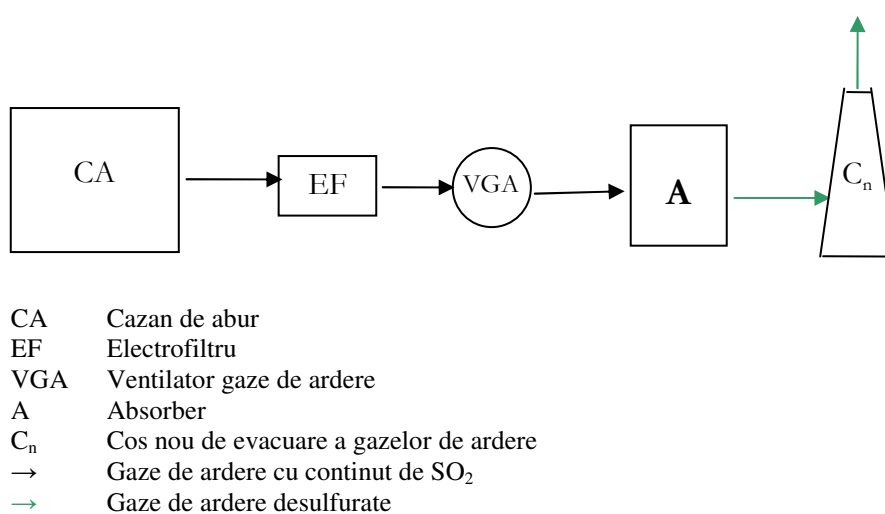 CA
EF
VGA
A
Cₙ
CA Cazan de abur
EF Electrofiltru
VGA Ventilator gaze de ardere
A Absorber
Cₙ Cos nou de evacuare a gazelor de ardere
→ Gaze de ardere cu continut de SO₂
→ Gaze de ardere desulfurate